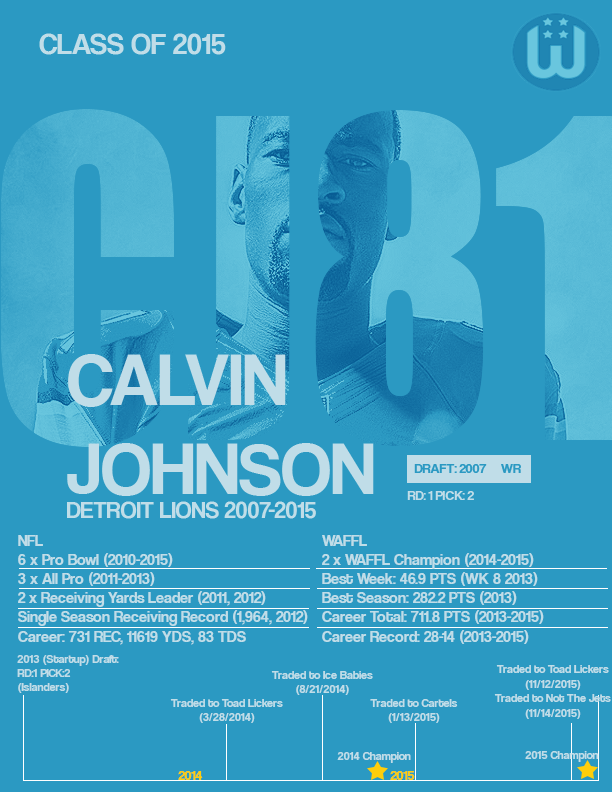 CLASS OF 2015
W
CJ81
CALVIN
JOHNSON
DETROIT LIONS 2007-2015
DRAFT: 2007 WR
RD: 1 PICK: 2
NFL
6 x Pro Bowl (2010-2015)
3 x All Pro (2011-2013)
2 x Receiving Yards Leader (2011, 2012)
Single Season Receiving Record (1,964, 2012)
Career: 731 REC, 11619 YDS, 83 TDS
WAFFL
2 x WAFFL Champion (2014-2015)
Best Week: 46.9 PTS (WK 8 2013)
Best Season: 282.2 PTS (2013)
Career Total: 711.8 PTS (2013-2015)
Career Record: 28-14 (2013-2015)
2013 (Startup) Draft:
RD:1 PICK:2
(Islanders)
Traded to Toad Lickers
(3/28/2014)
Traded to Ice Babies
(8/21/2014)
Traded to Cartels
(1/13/2015)
Traded to Toad Lickers
(11/12/2015)
Traded to Not The Jets
(11/14/2015)
2014 Champion
2015 Champion
2014
2015